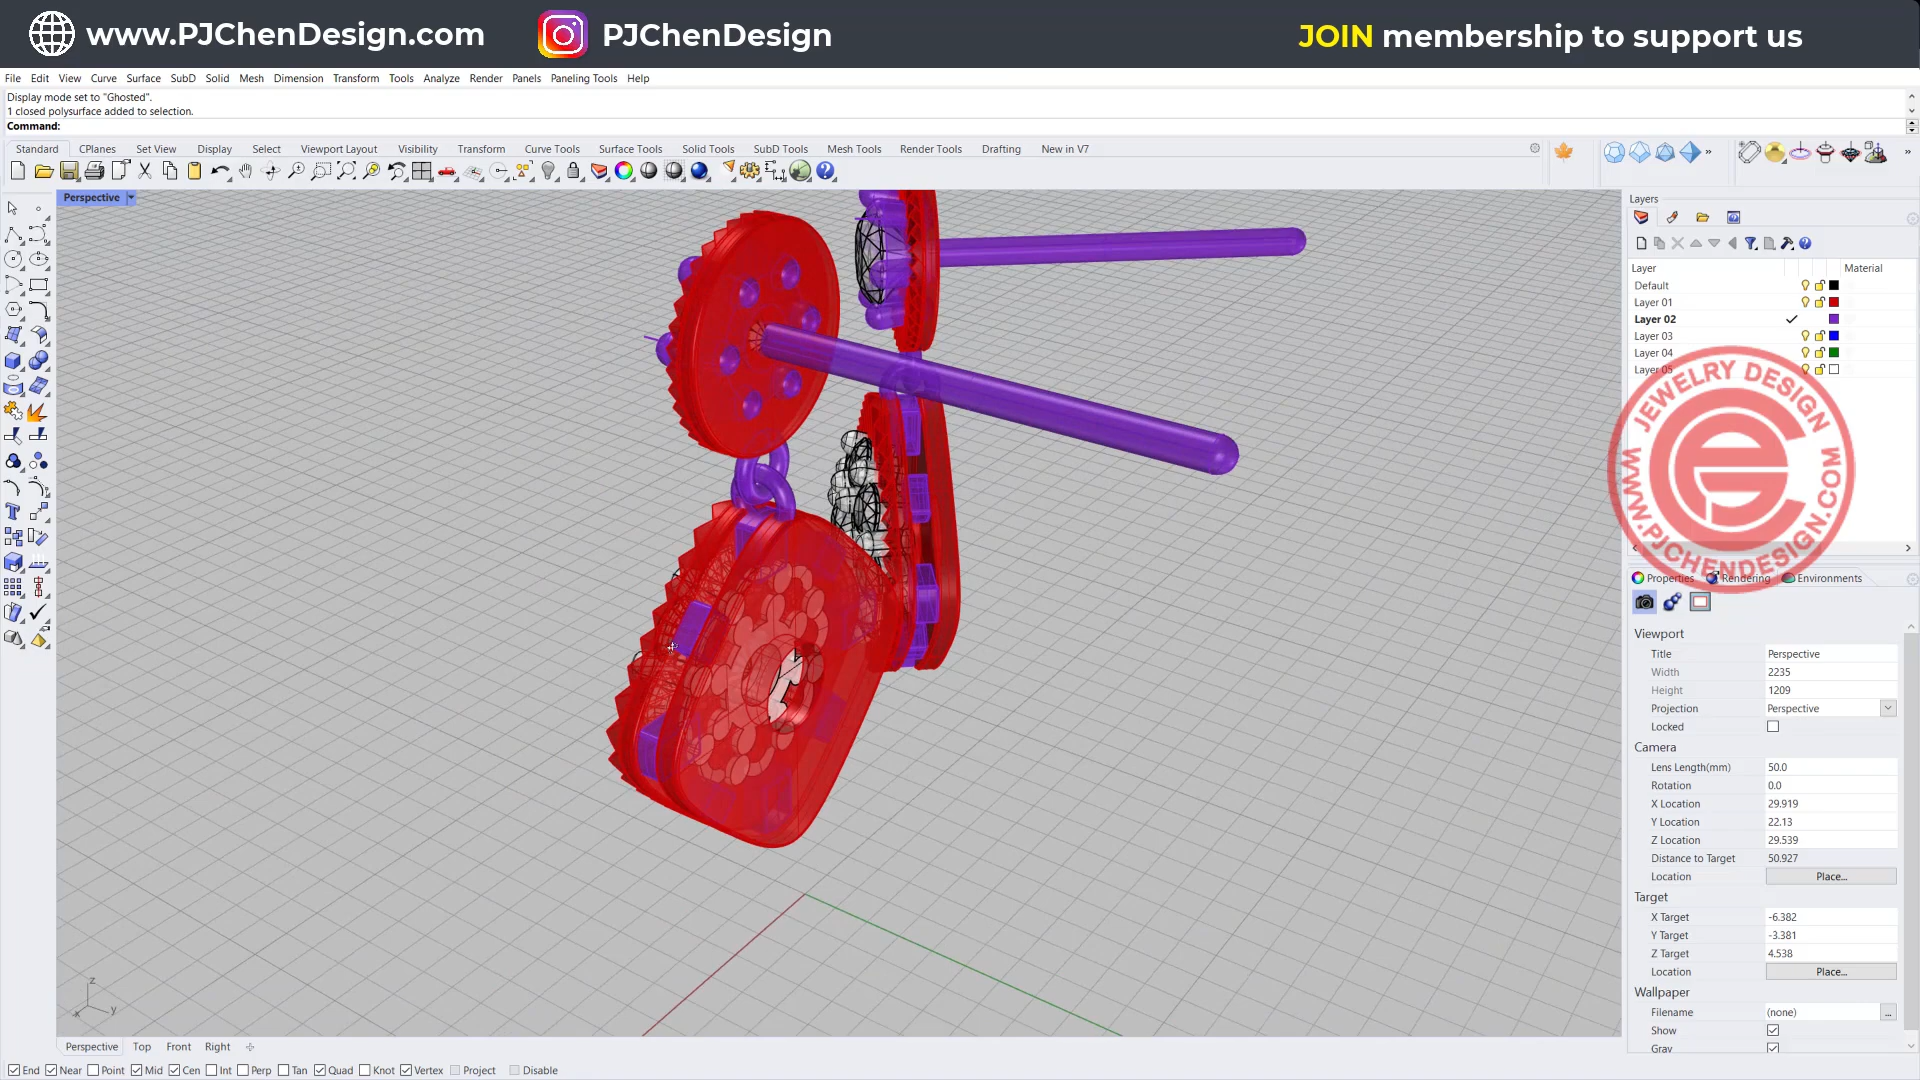 www.PJChenDesign.com PJChenDesign JOIN membership to support us
File Edit View Curve Surface SubD Solid Mesh Dimension Transform Tools Analyze Render Panels Paneling Tools Help
Display mode set to "Ghosted".
1 closed polysurface added to selection.
Command:
Standard CPlanes Set View Display Select Viewport Layout Visibility Transform Curve Tools Surface Tools Solid Tools SubD Tools Mesh Tools Render Tools Drafting New in V7
Perspective
Layers
Layer Material
Default
Layer 01
Layer 02
Layer 03
Layer 04
Layer 05
JEWELRY DESIGN
WWW.PJCHENDESIGN.COM
Properties Rendering Environments
Viewport
Title Perspective
Width 2235
Height 1209
Projection Perspective
Locked
Camera
Lens Length(mm) 50.0
Rotation 0.0
X Location 29.919
Y Location 22.13
Z Location 29.539
Distance to Target 50.927
Location Place...
Target
X Target -6.382
Y Target -3.381
Z Target 4.538
Location Place...
Wallpaper
Filename (none) ...
Show
Gray
z
x y
Perspective Top Front Right
End Near Point Mid Cen Int Perp Tan Quad Knot Vertex Project Disable